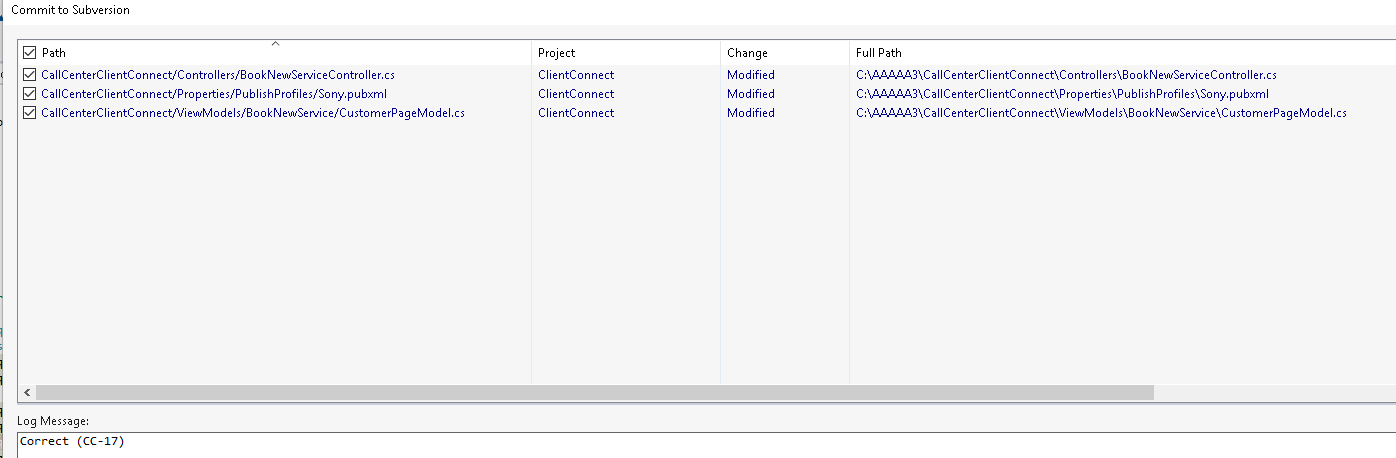 Commit to Subversion
Path Project Change Full Path
CallCenterClientConnect/Controllers/BookNewServiceController.cs ClientConnect Modified C:\AAAAA3\CallCenterClientConnect\Controllers\BookNewServiceController.cs
CallCenterClientConnect/Properties/PublishProfiles/Sony.pubxml ClientConnect Modified C:\AAAAA3\CallCenterClientConnect\Properties\PublishProfiles\Sony.pubxml
CallCenterClientConnect/ViewModels/BookNewService/CustomerPageModel.cs ClientConnect Modified C:\AAAAA3\CallCenterClientConnect\ViewModels\BookNewService\CustomerPageModel.cs
Log Message:
Correct (CC-17)